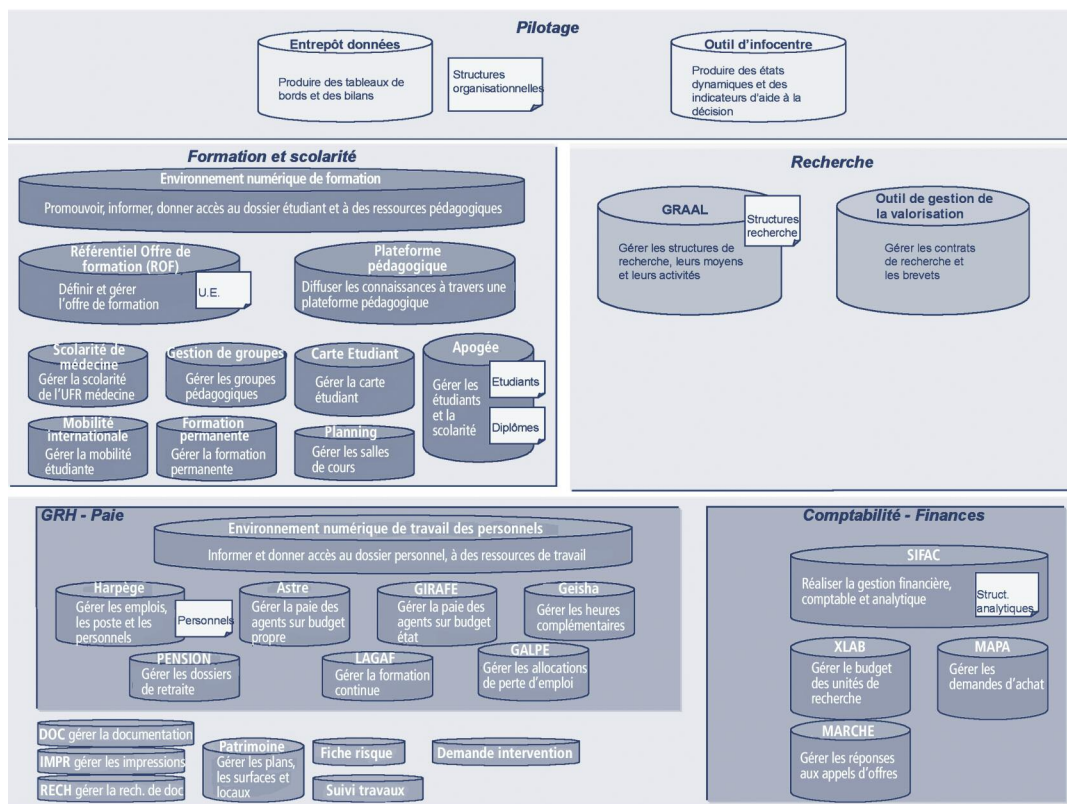 Pilotage
Entrepôt données
Produire des tableaux de
bords et des bilans
Structures
organisationnelles
Outil d'infocentre
Produire des états
dynamiques et des
indicateurs d'aide à la
décision
Formation et scolarité
Environnement numérique de formation
Promouvoir, informer, donner accès au dossier étudiant et à des ressources pédagogiques
Référentiel Offre de
formation (ROF)
Définir et gérer
l'offre de formation
U.E.
Plateforme
pédagogique
Diffuser les connaissances à travers une
plateforme pédagogique
Scolarité de
médecine
Gérer la scolarité
de l'UFR médecine
Gestion de groupes
Gérer les groupes
pédagogiques
Carte Etudiant
Gérer la carte
étudiant
Apogée
Gérer les
étudiants
et la
scolarité
Etudiants
Diplômes
Mobilité
internationale
Gérer la mobilité
étudiante
Formation
permanente
Gérer la formation
permanente
Planning
Gérer les salles
de cours
Recherche
GRAAL
Gérer les structures de
recherche, leurs moyens
et leurs activités
Structures
recherche
Outil de gestion de
la valorisation
Gérer les contrats
de recherche et
les brevets
GRH - Paie
Environnement numérique de travail des personnels
Informer et donner accès au dossier personnel, à des ressources de travail
Harpège
Gérer les emplois,
les poste et les
personnels
Personnels
Astre
Gérer la paie des
agents sur budget
propre
GIRAFE
Gérer la paie des
agents sur budget
état
Geisha
Gérer les heures
complémentaires
PENSION
Gérer les dossiers
de retraite
LAGAF
Gérer la formation
continue
GALPE
Gérer les allocations
de perte d'emploi
DOC gérer la documentation
IMPR gérer les impressions
RECH gérer la rech. de doc
Patrimoine
Gérer les plans,
les surfaces et
locaux
Fiche risque
Suivi travaux
Demande intervention
Comptabilité - Finances
SIFAC
Réaliser la gestion financière,
comptable et analytique
Struct.
analytiques
XLAB
Gérer le budget
des unités de
recherche
MAPA
Gérer les
demandes d'achat
MARCHE
Gérer les réponses
aux appels d'offres